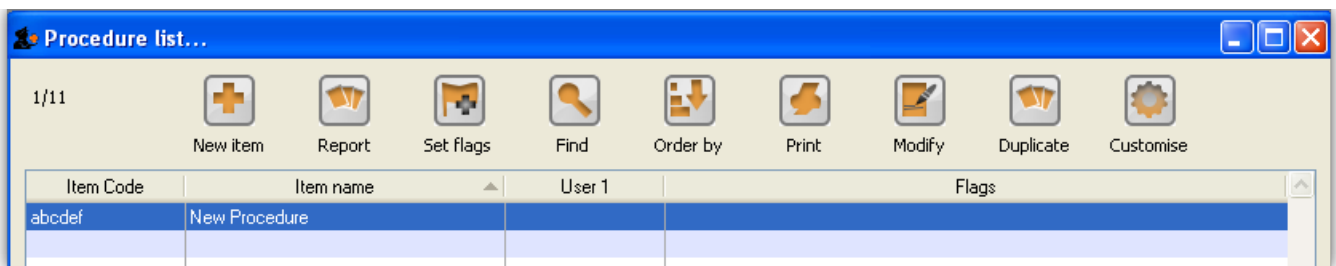 Procedure list...
1/11
New item Report Set flags Find Order by Print Modify Duplicate Customise
Item Code Item name User 1 Flags
abcdef New Procedure